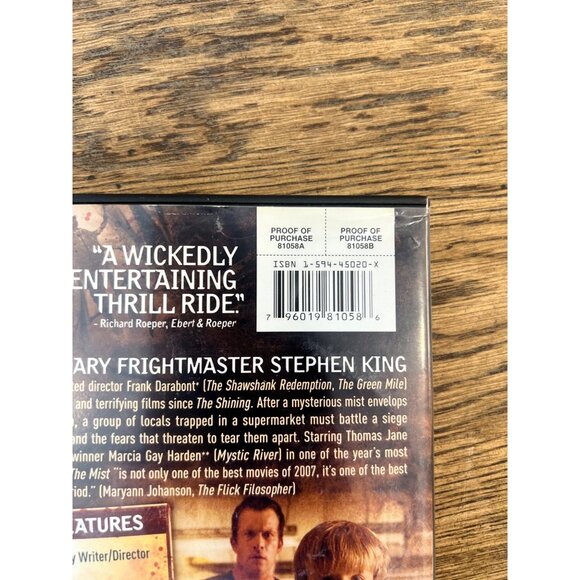 PROOF OF PURCHASE 81058A
PROOF OF PURCHASE 81058B
ISBN 1-594-45020-X
7 96019 81058 6
"A WICKEDLY
ENTERTAINING
THRILL RIDE."
- Richard Roeper, Ebert & Roeper
ARY FRIGHTMASTER STEPHEN KING
ted director Frank Darabont* (The Shawshank Redemption, The Green Mile)
and terrifying films since The Shining. After a mysterious mist envelops
, a group of locals trapped in a supermarket must battle a siege
ond the fears that threaten to tear them apart. Starring Thomas Jane
winner Marcia Gay Harden** (Mystic River) in one of the year's most
The Mist "is not only one of the best movies of 2007, it's one of the best
riod." (Maryann Johanson, The Flick Filosopher)
EATURES
y Writer/Director